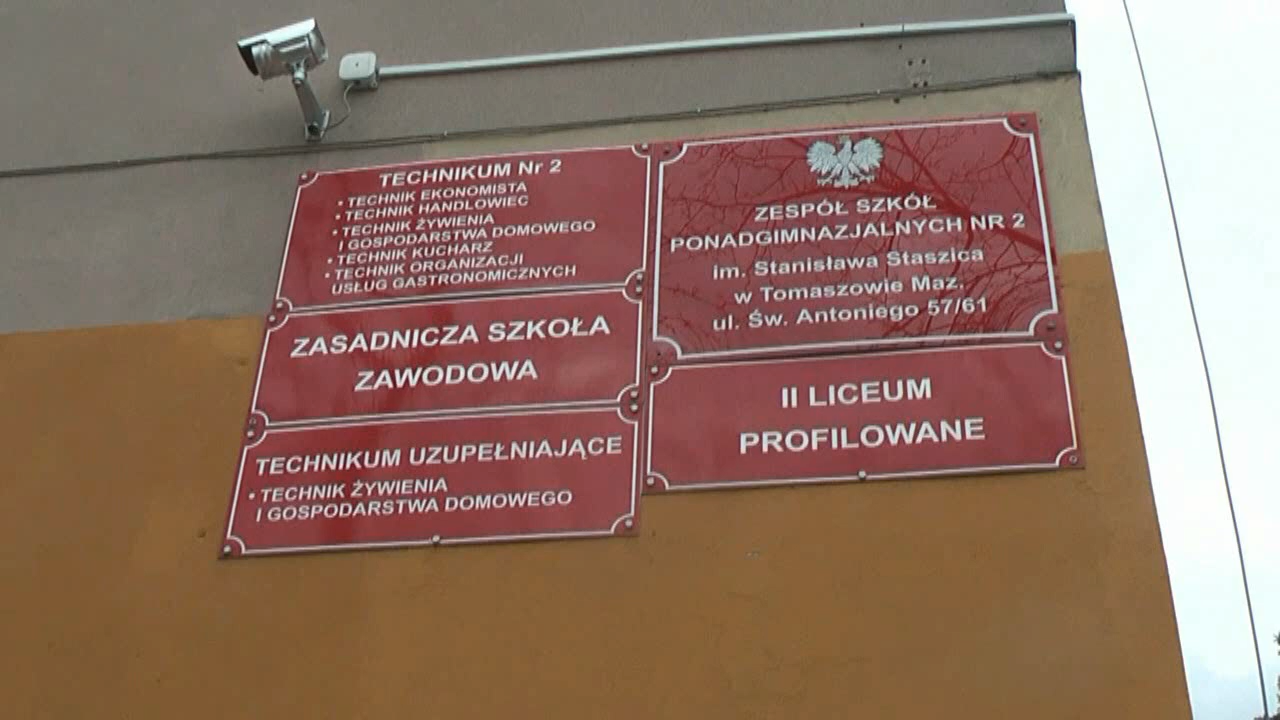 TECHNIKUM Nr 2
• TECHNIK EKONOMISTA
• TECHNIK HANDLOWIEC
• TECHNIK ŻYWIENIA
I GOSPODARSTWA DOMOWEGO
• TECHNIK KUCHARZ
• TECHNIK ORGANIZACJI
USŁUG GASTRONOMICZNYCH
ZASADNICZA SZKOŁA
ZAWODOWA
TECHNIKUM UZUPEŁNIAJĄCE
• TECHNIK ŻYWIENIA
I GOSPODARSTWA DOMOWEGO
ZESPÓŁ SZKÓŁ
PONADGIMNAZJALNYCH NR 2
im. Stanisława Staszica
w Tomaszowie Maz.
ul. Św. Antoniego 57/61
II LICEUM
PROFILOWANE